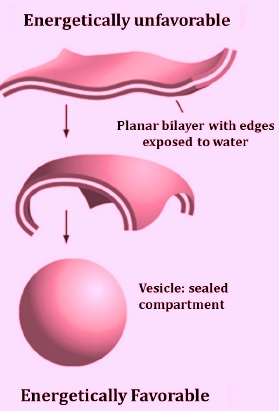 Energetically unfavorable
Planar bilayer with edges
exposed to water
Vesicle: sealed
compartment
Energetically Favorable